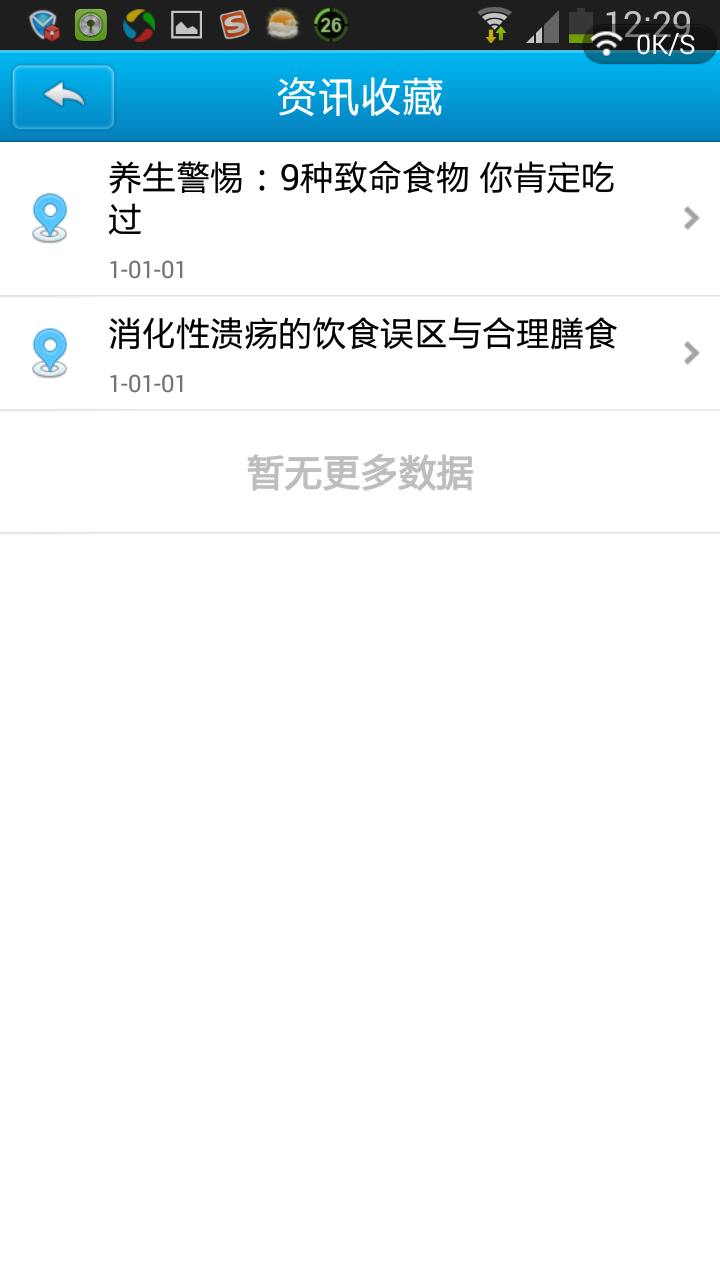 26
12:29
0K/S
资讯收藏
养生警惕：9种致命食物 你肯定吃
过
1-01-01
消化性溃疡的饮食误区与合理膳食
1-01-01
暂无更多数据